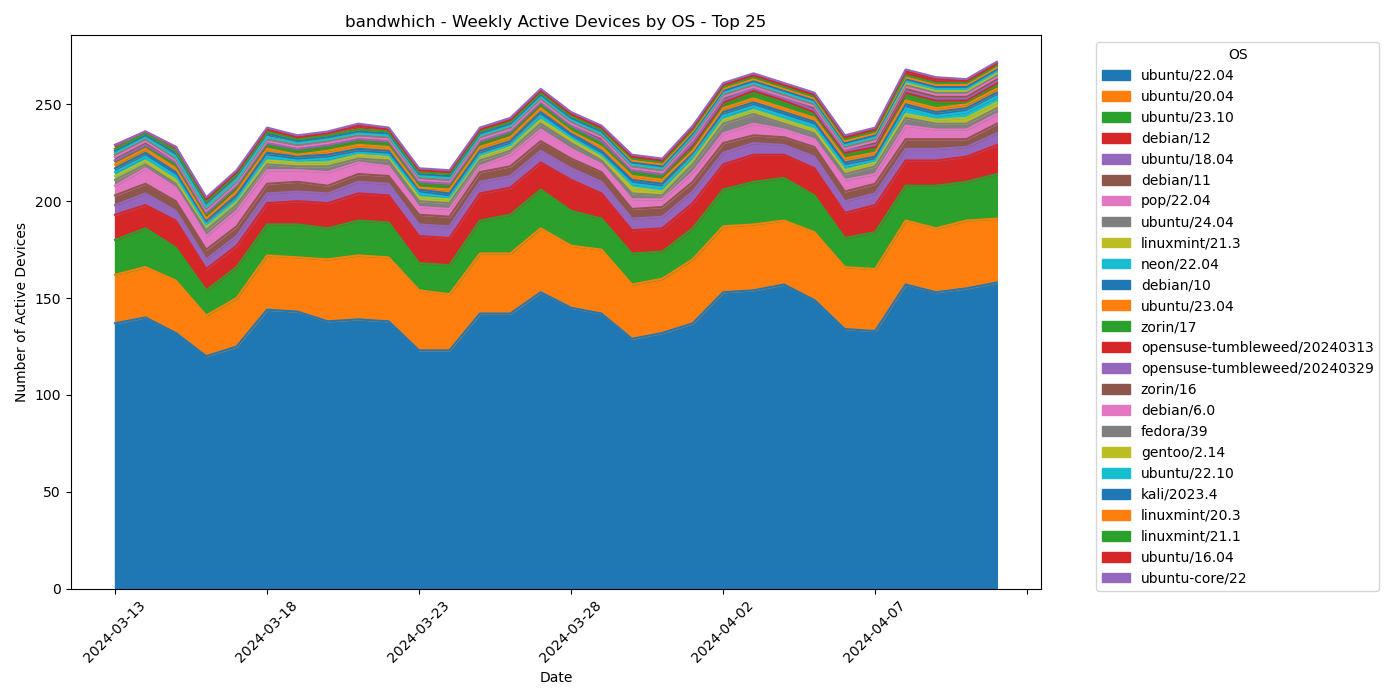 bandwhich - Weekly Active Devices by OS - Top 25
Number of Active Devices
250
200
150
100
50
0
2024-03-13
2024-03-18
2024-03-23
2024-03-28
2024-04-02
2024-04-07
Date
OS
ubuntu/22.04
ubuntu/20.04
ubuntu/23.10
debian/12
ubuntu/18.04
debian/11
pop/22.04
ubuntu/24.04
linuxmint/21.3
neon/22.04
debian/10
ubuntu/23.04
zorin/17
opensuse-tumbleweed/20240313
opensuse-tumbleweed/20240329
zorin/16
debian/6.0
fedora/39
gentoo/2.14
ubuntu/22.10
kali/2023.4
linuxmint/20.3
linuxmint/21.1
ubuntu/16.04
ubuntu-core/22